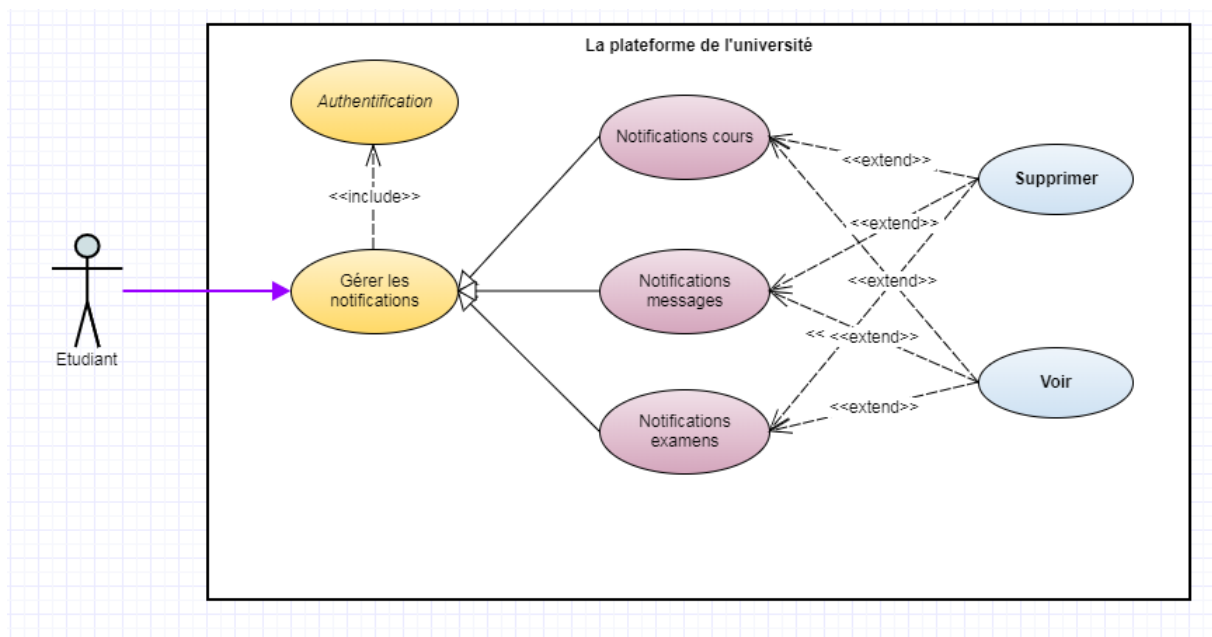 La plateforme de l'université
Authentification
<<include>>
Gérer les
notifications
Etudiant
Notifications cours
Notifications
messages
Notifications
examens
<<extend>>
<<extend>>
<<extend>>
<< <<extend>>
<<extend>>
Supprimer
Voir